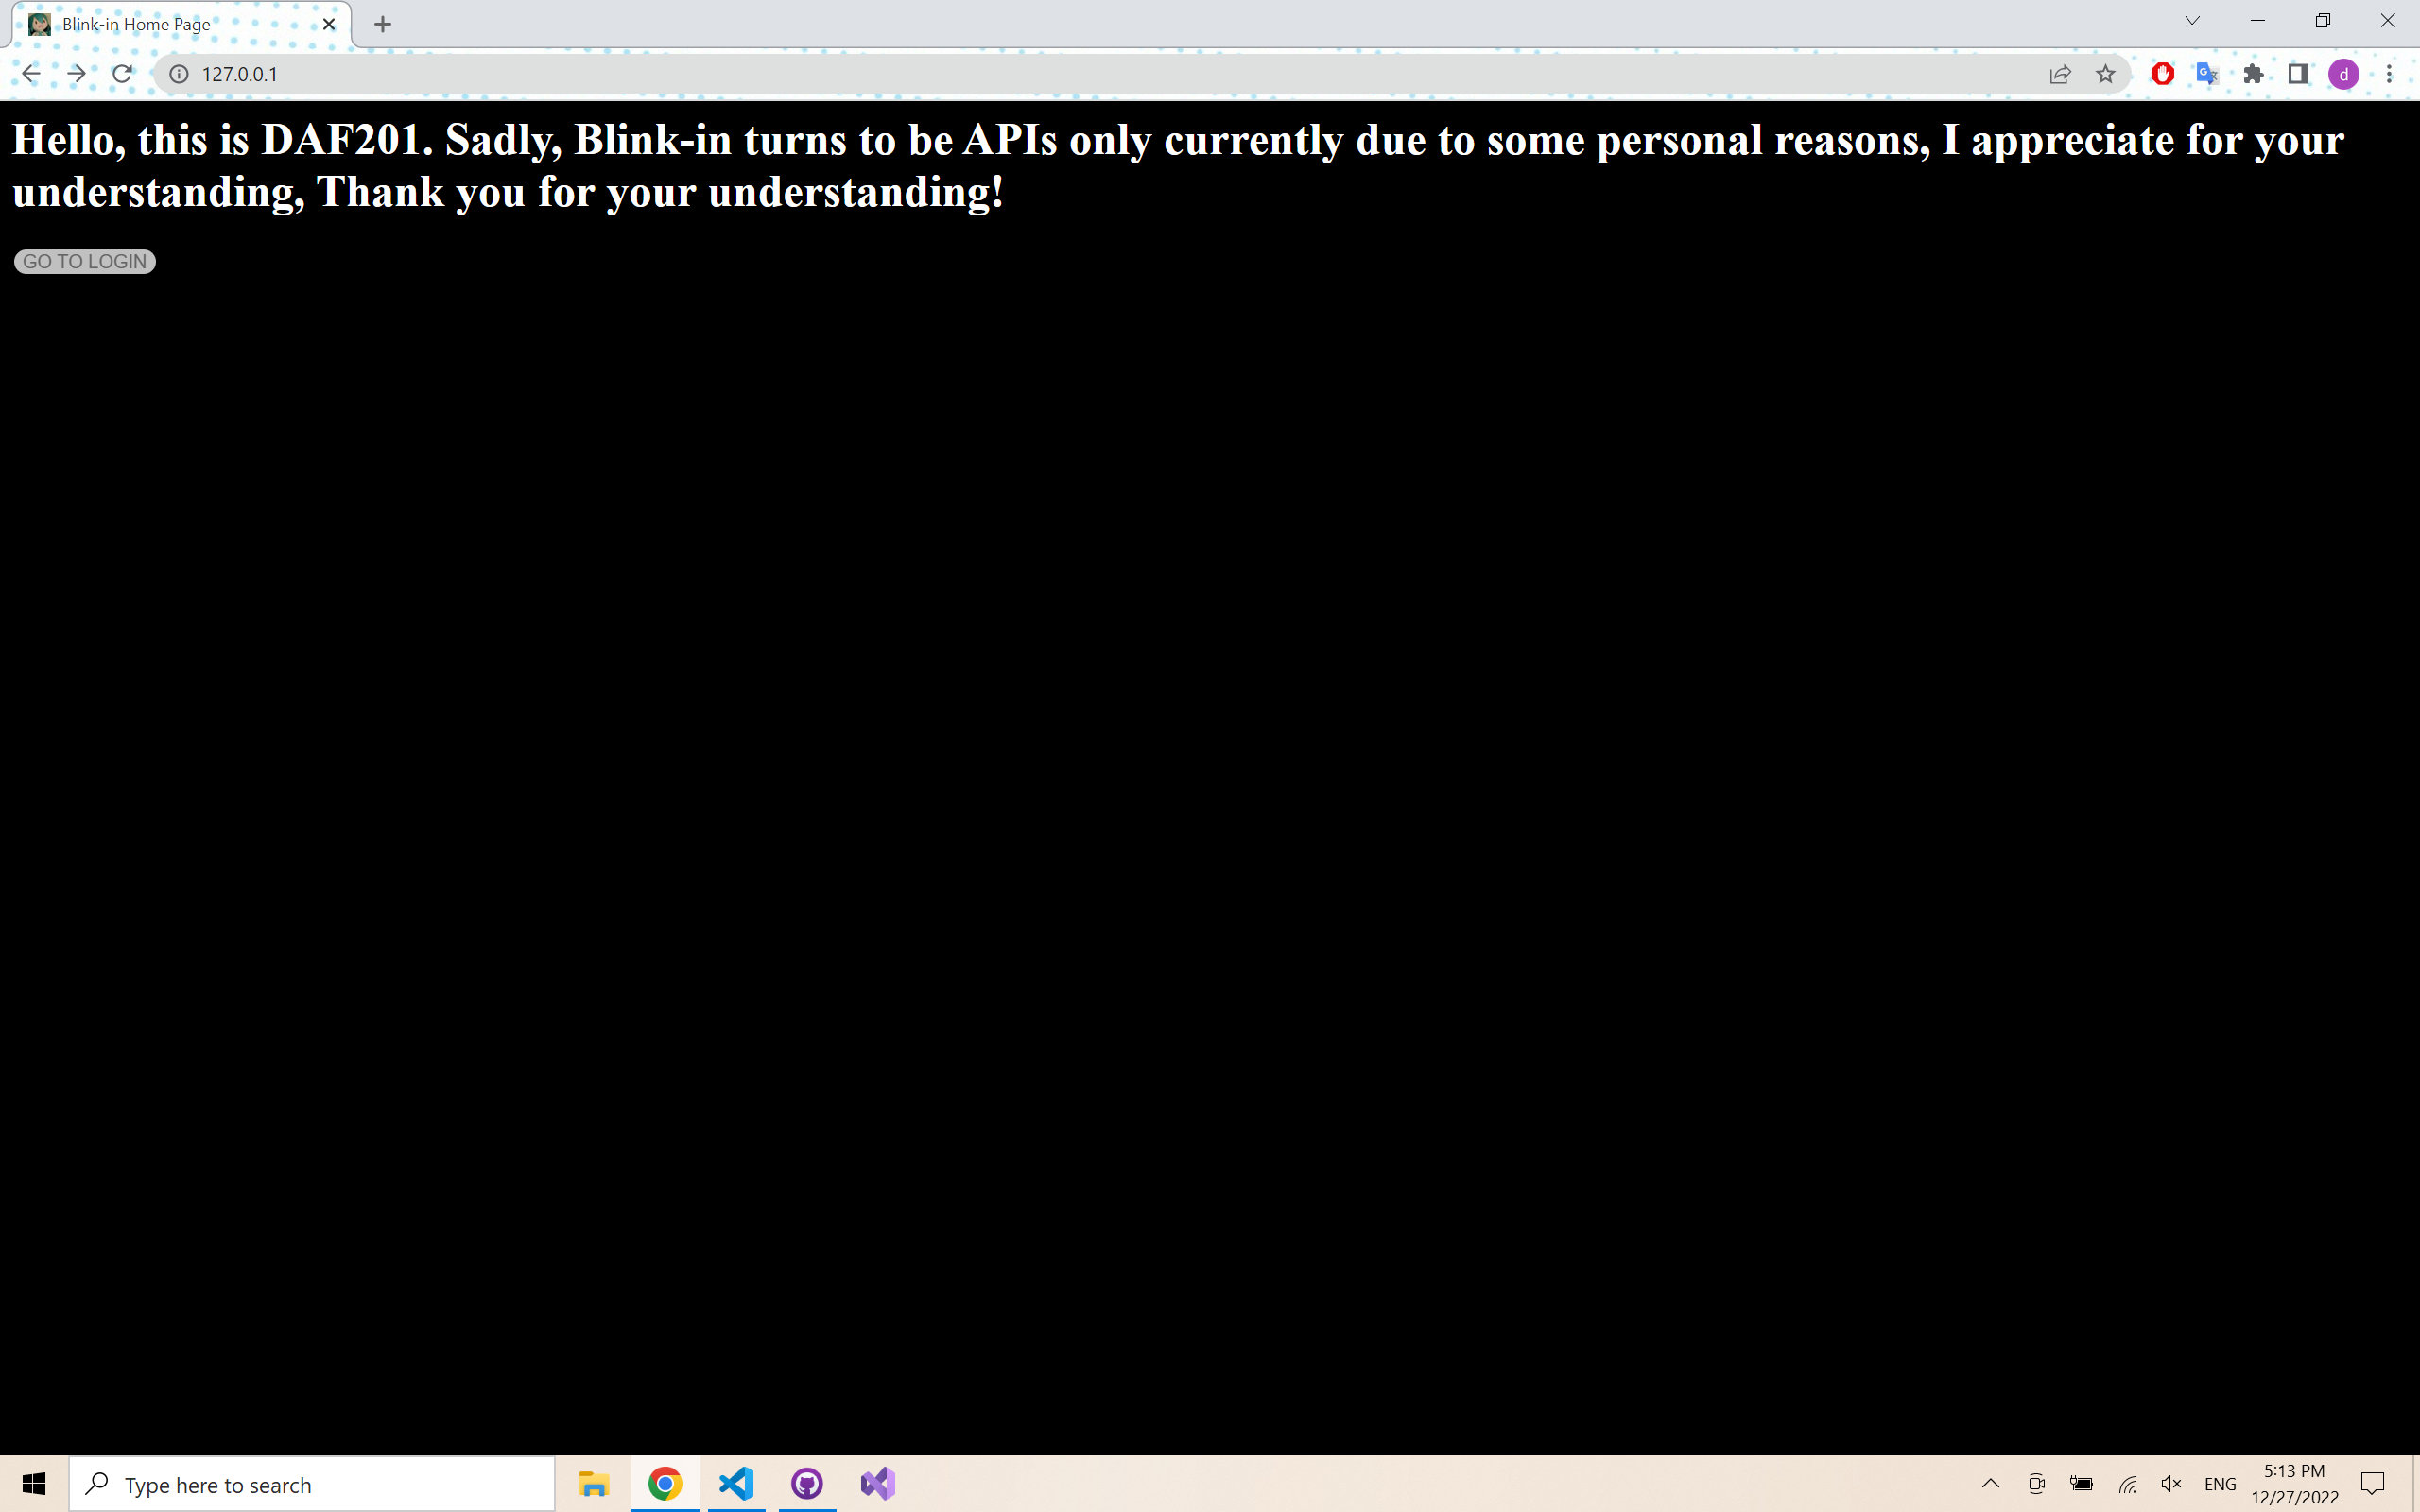 Blink-in Home Page
127.0.0.1
d
Hello, this is DAF201. Sadly, Blink-in turns to be APIs only currently due to some personal reasons, I appreciate for your
understanding, Thank you for your understanding!
GO TO LOGIN
Type here to search
ENG
5:13 PM
12/27/2022